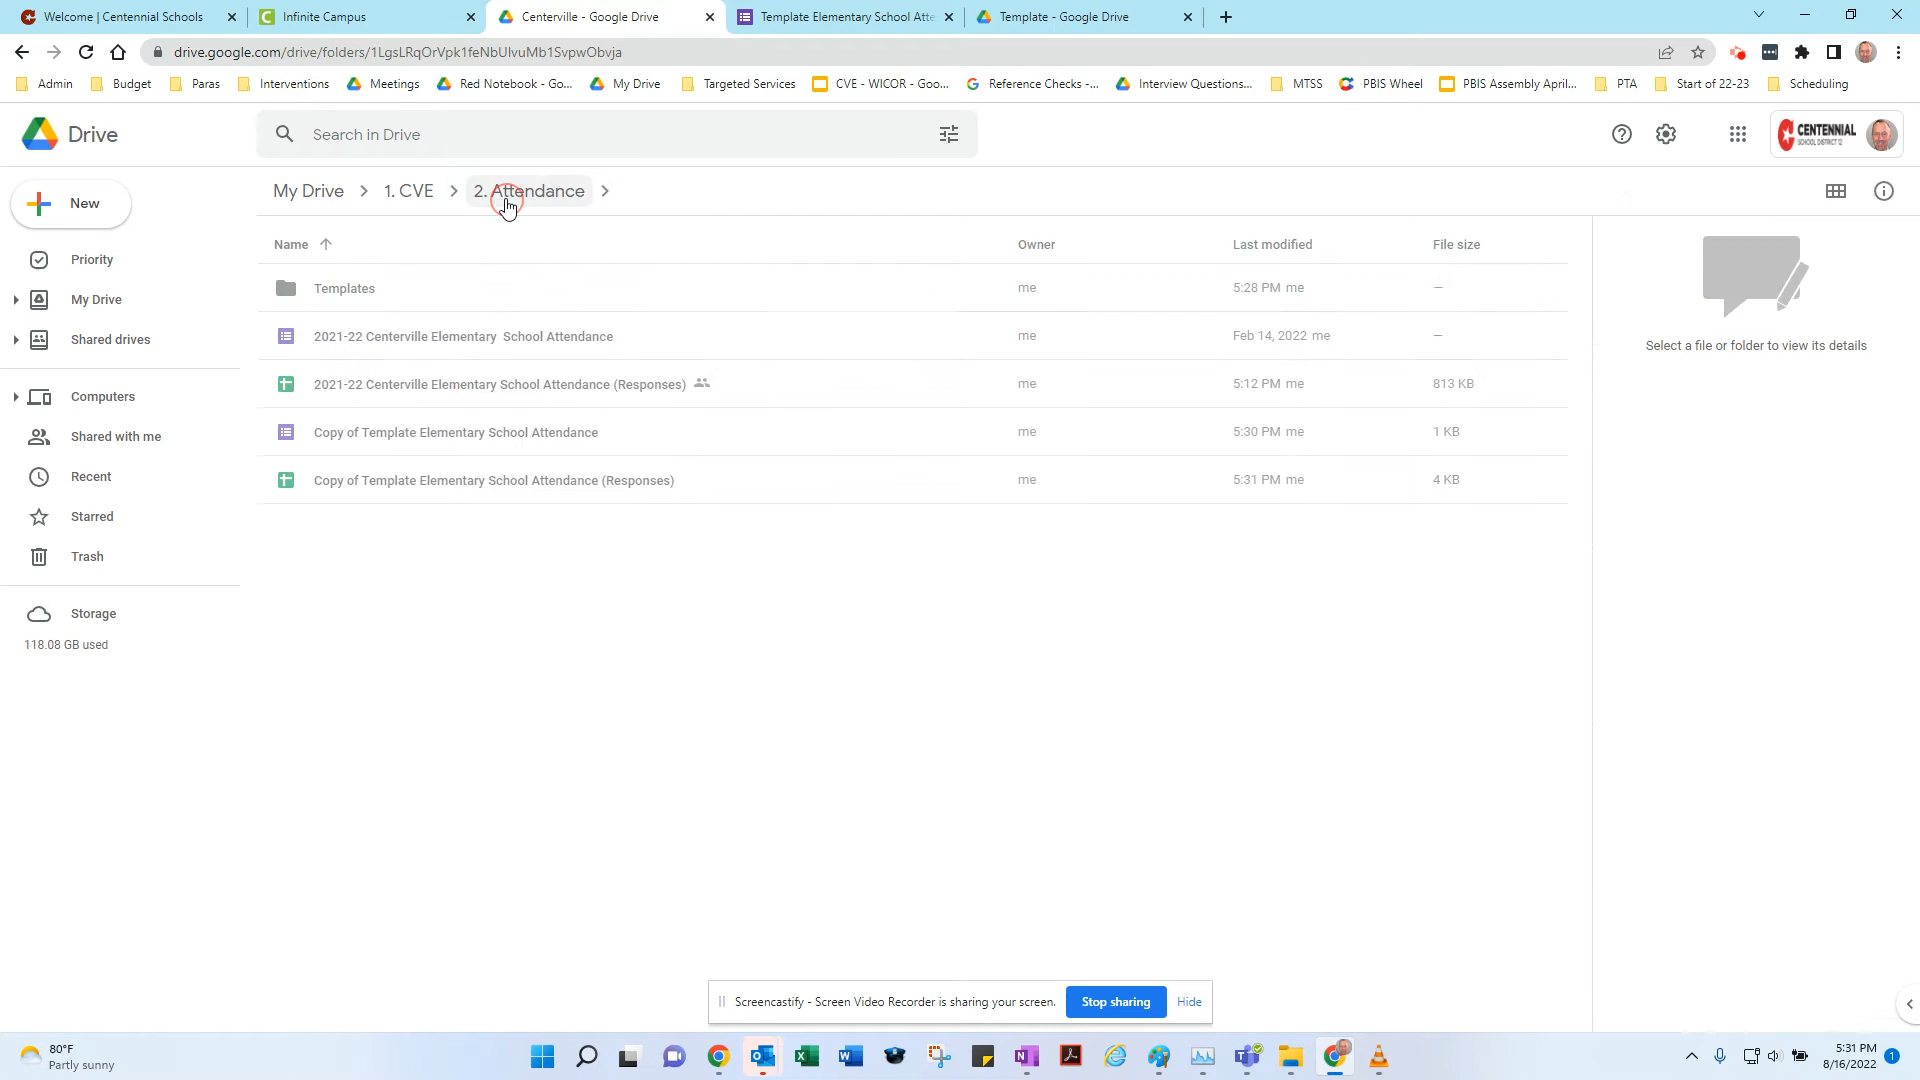 Welcome | Centennial Schools
Infinite Campus
Centerville - Google Drive
Template Elementary School Atte
Template - Google Drive
drive.google.com/drive/folders/1LgsLRqOrVpk1feNbUlvuMb1SvpwObvja
Admin
Budget
Paras
Interventions
Meetings
Red Notebook - Go...
My Drive
Targeted Services
CVE - WICOR - Goo...
Reference Checks -...
Interview Questions...
MTSS
PBIS Wheel
PBIS Assembly April...
PTA
Start of 22-23
Scheduling
Drive
Search in Drive
CENTENNIAL
SCHOOL DISTRICT 12
New
My Drive
1. CVE
2. Attendance
Name
Owner
Last modified
File size
Priority
My Drive
Shared drives
Computers
Shared with me
Recent
Starred
Trash
Storage
118.08 GB used
Templates
me
5:28 PM me
—
2021-22 Centerville Elementary  School Attendance
me
Feb 14, 2022 me
—
2021-22 Centerville Elementary School Attendance (Responses)
me
5:12 PM me
813 KB
Copy of Template Elementary School Attendance
me
5:30 PM me
1 KB
Copy of Template Elementary School Attendance (Responses)
me
5:31 PM me
4 KB
Select a file or folder to view its details
Screencastify - Screen Video Recorder is sharing your screen.
Stop sharing
Hide
80°F
Partly sunny
5:31 PM
8/16/2022
1